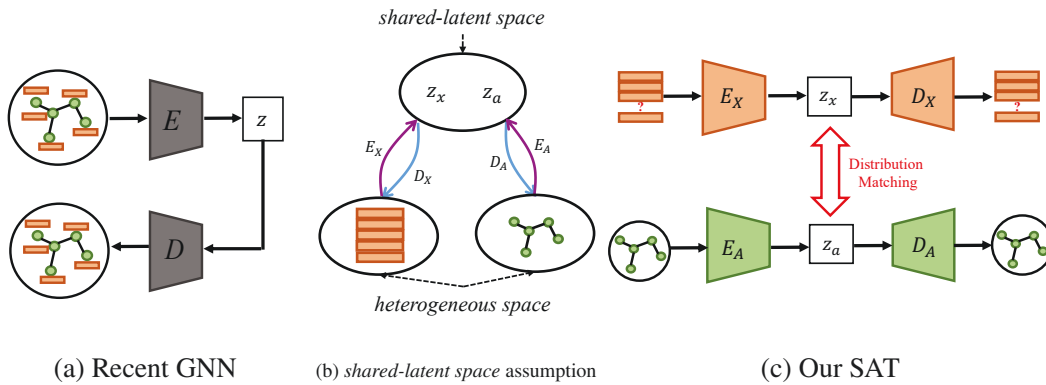 E
z
D
(a) Recent GNN
shared-latent space
z_x z_a
E_X
D_X
D_A
E_A
heterogeneous space
(b) shared-latent space assumption
?
E_X
z_x
D_X
?
Distribution
Matching
E_A
z_a
D_A
(c) Our SAT